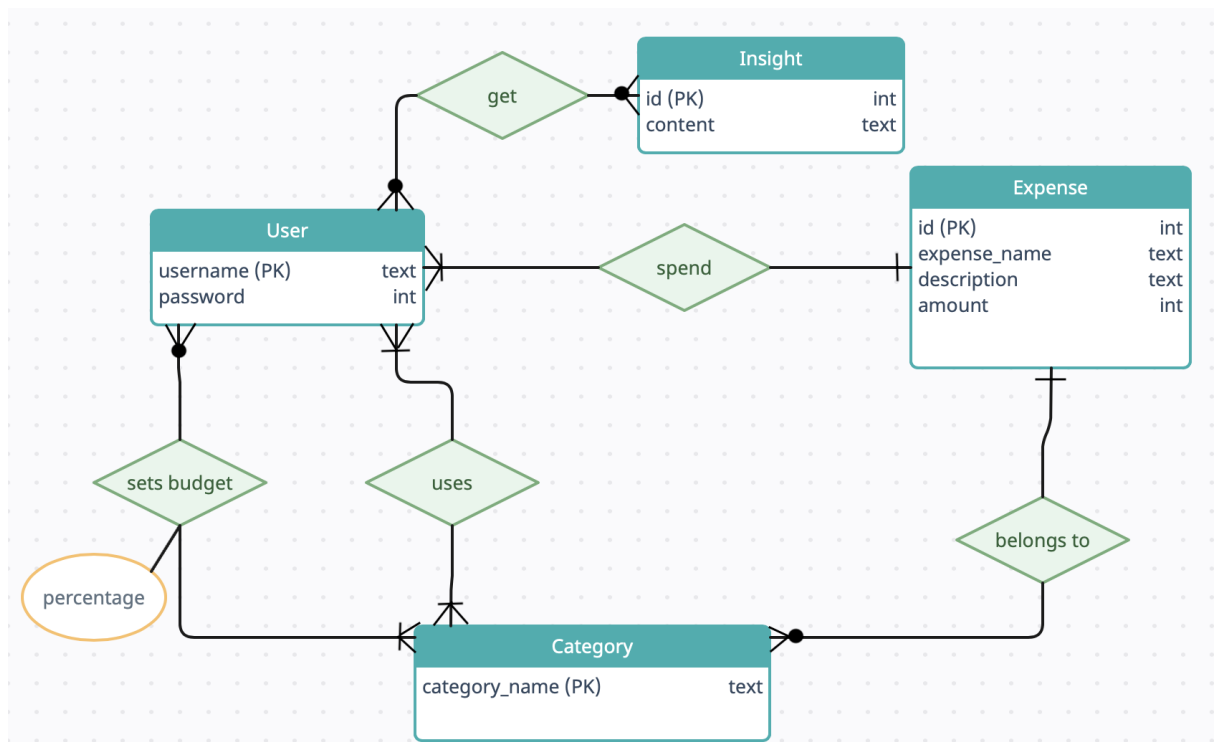 get
Insight
id (PK) int
content text
Expense
id (PK) int
expense_name text
description text
amount int
User
username (PK) text
password int
spend
sets budget
uses
belongs to
percentage
Category
category_name (PK) text